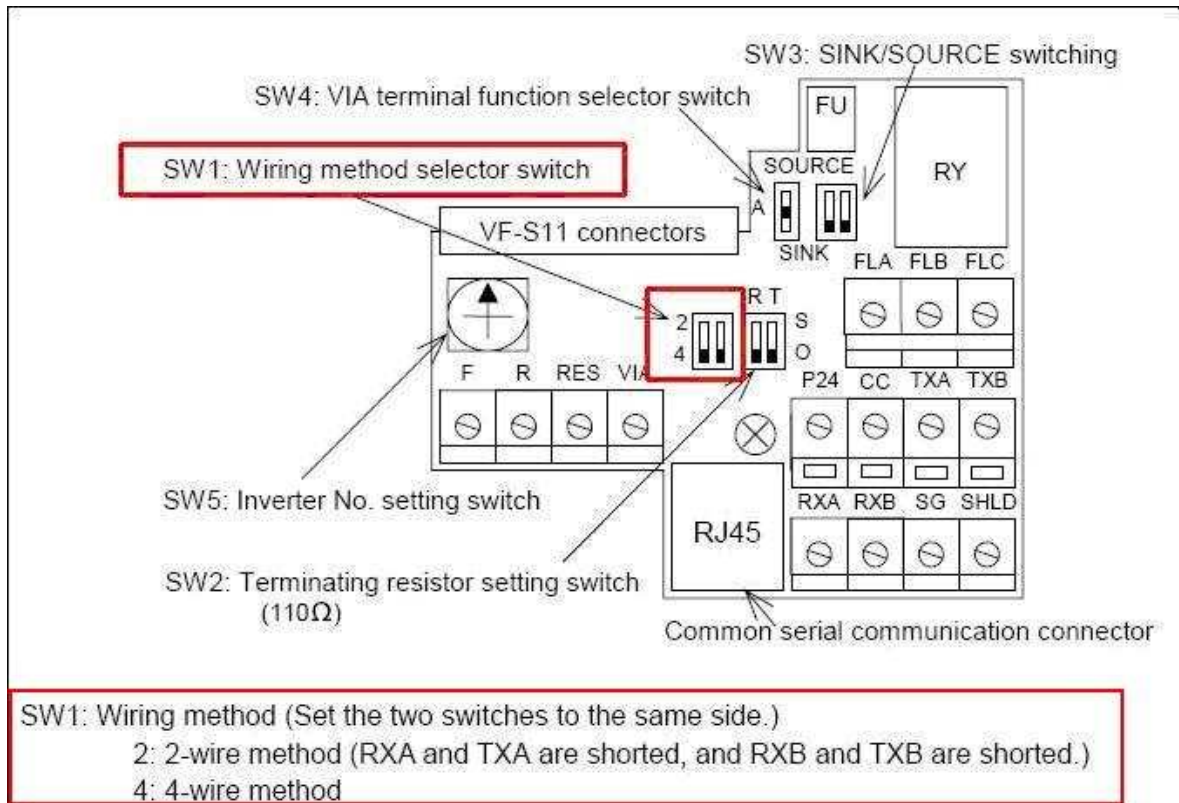 SW3: SINK/SOURCE switching
SW4: VIA terminal function selector switch
FU
SW1: Wiring method selector switch
SOURCE
RY
A
VF-S11 connectors
SINK
FLA FLB FLC
R T
2
S
4
O
F R RES VIA
P24 CC TXA TXB
SW5: Inverter No. setting switch
RXA RXB SG SHLD
RJ45
SW2: Terminating resistor setting switch
(110Ω)
Common serial communication connector
SW1: Wiring method (Set the two switches to the same side.)
2: 2-wire method (RXA and TXA are shorted, and RXB and TXB are shorted.)
4: 4-wire method